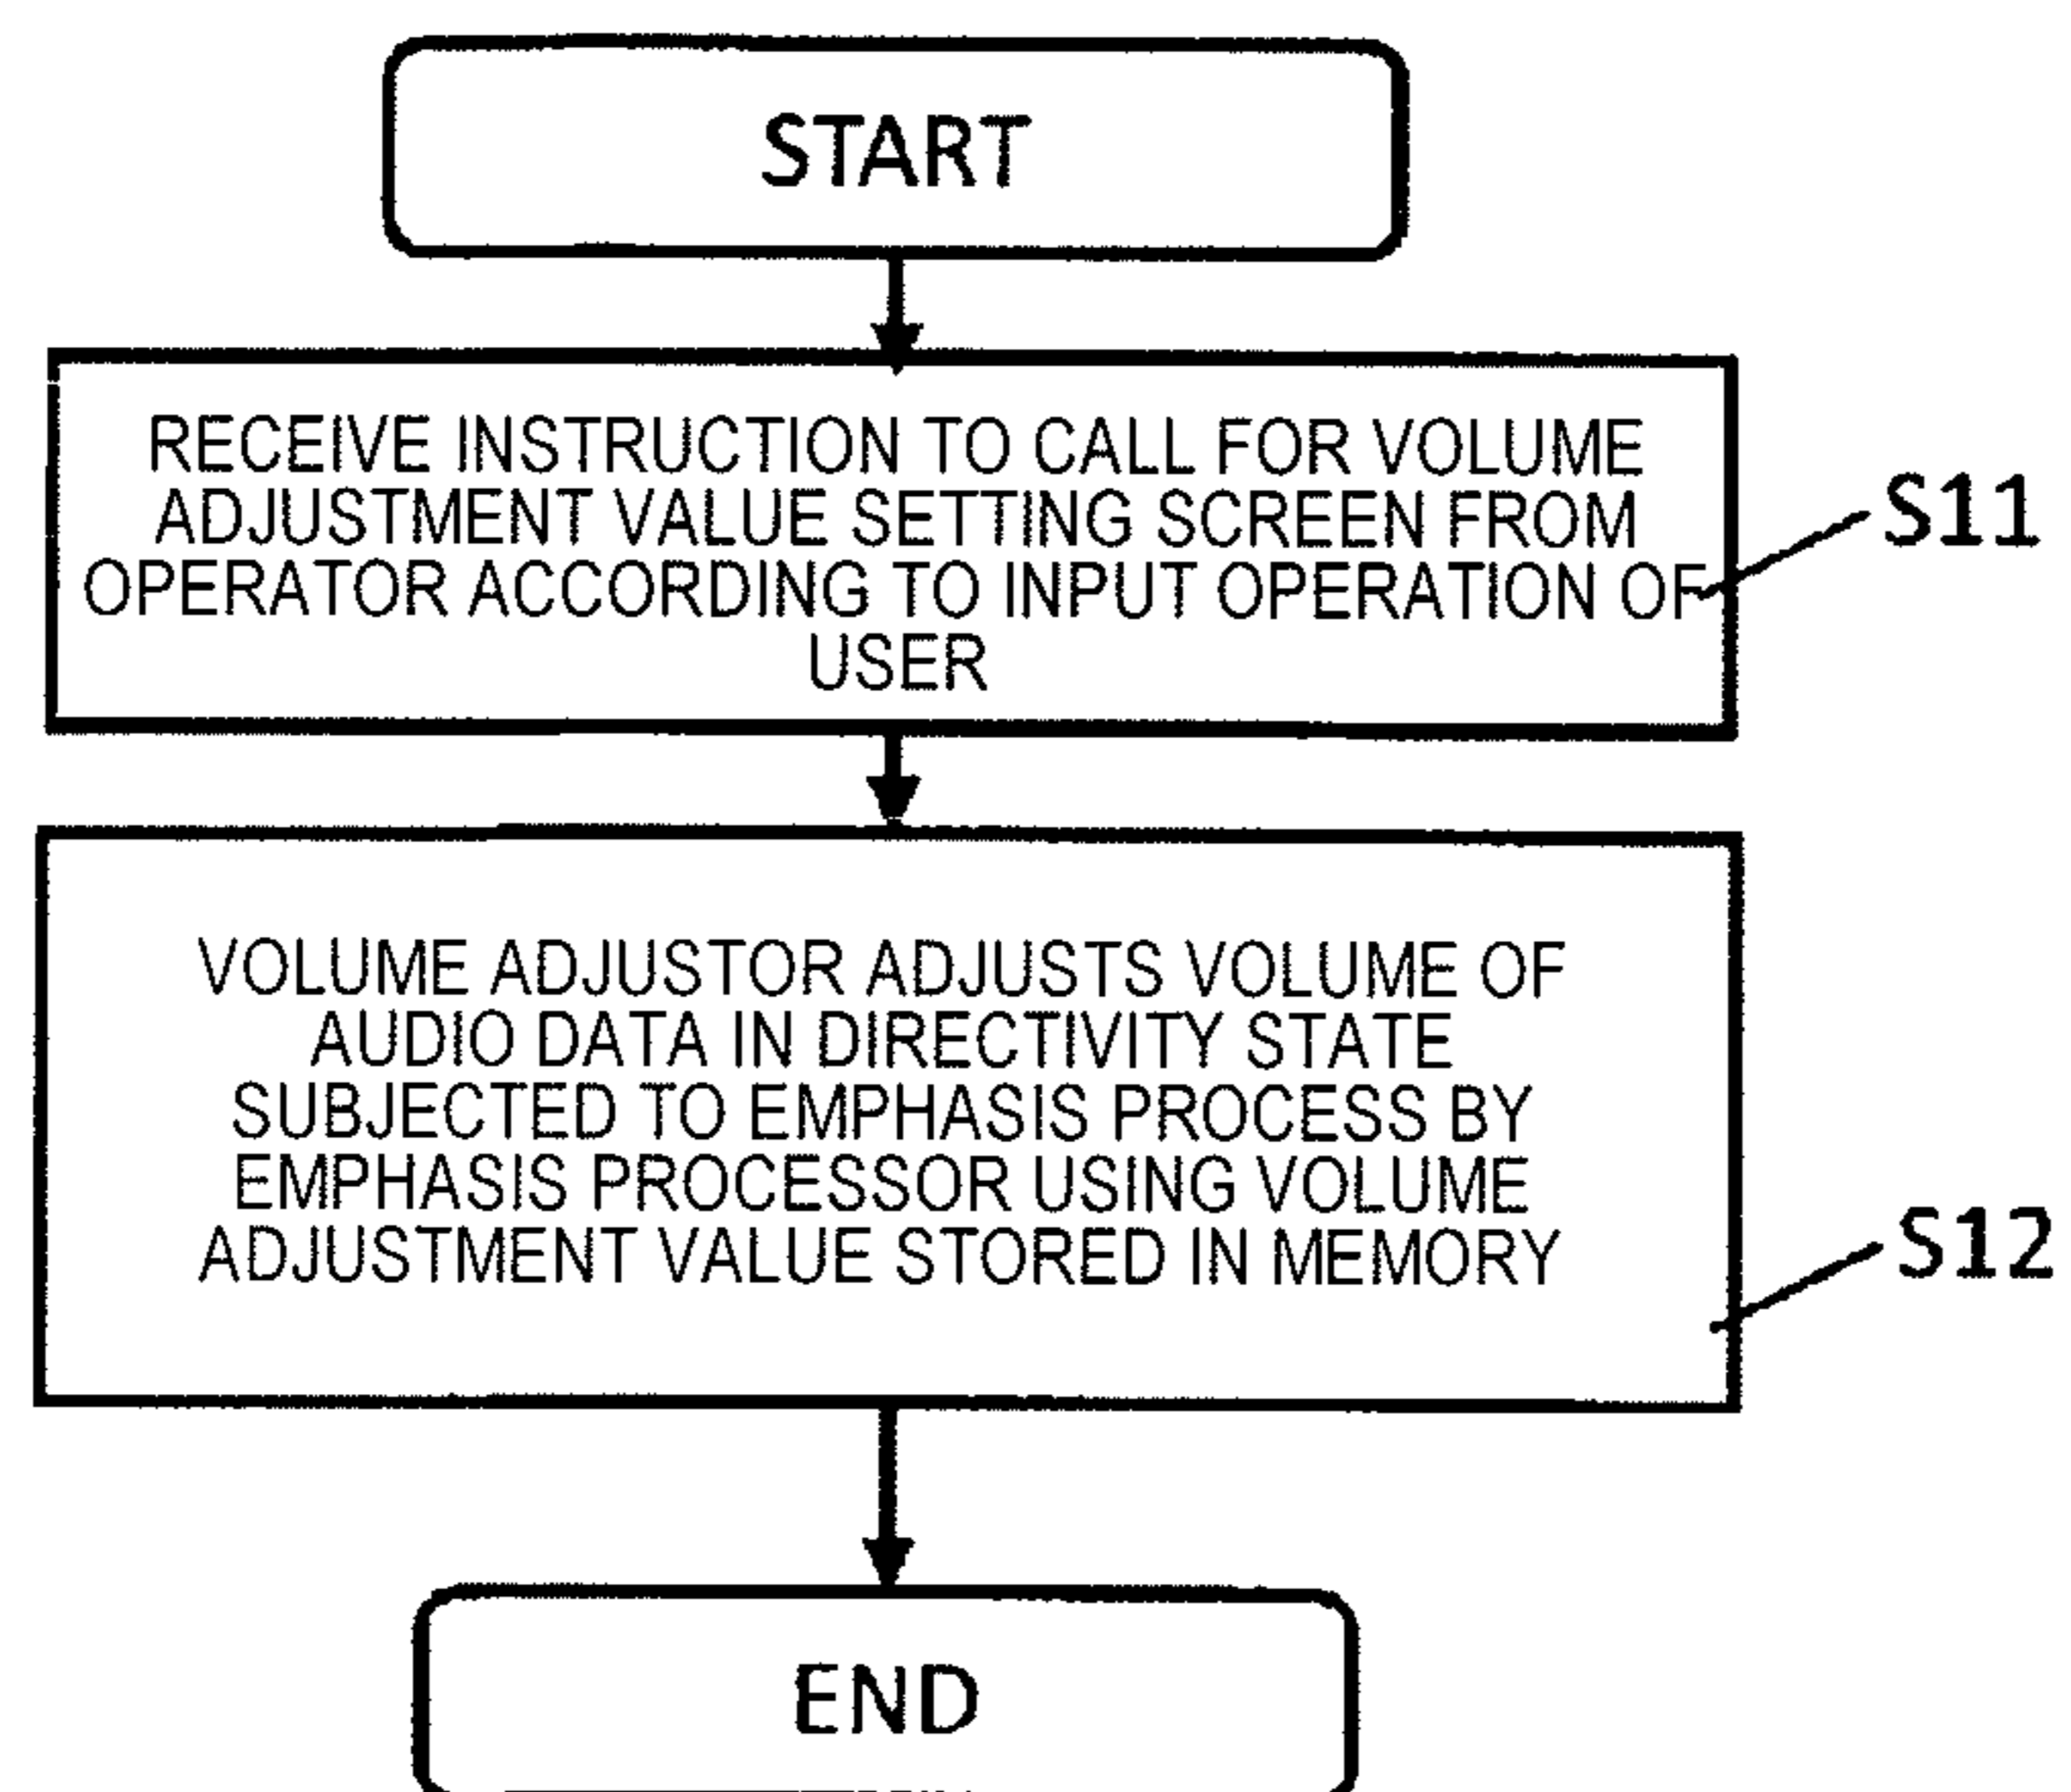 START
RECEIVE INSTRUCTION TO CALL FOR VOLUME
ADJUSTMENT VALUE SETTING SCREEN FROM
OPERATOR ACCORDING TO INPUT OPERATION OF
USER
S11
VOLUME ADJUSTOR ADJUSTS VOLUME OF
AUDIO DATA IN DIRECTIVITY STATE
SUBJECTED TO EMPHASIS PROCESS BY
EMPHASIS PROCESSOR USING VOLUME
ADJUSTMENT VALUE STORED IN MEMORY
S12
END